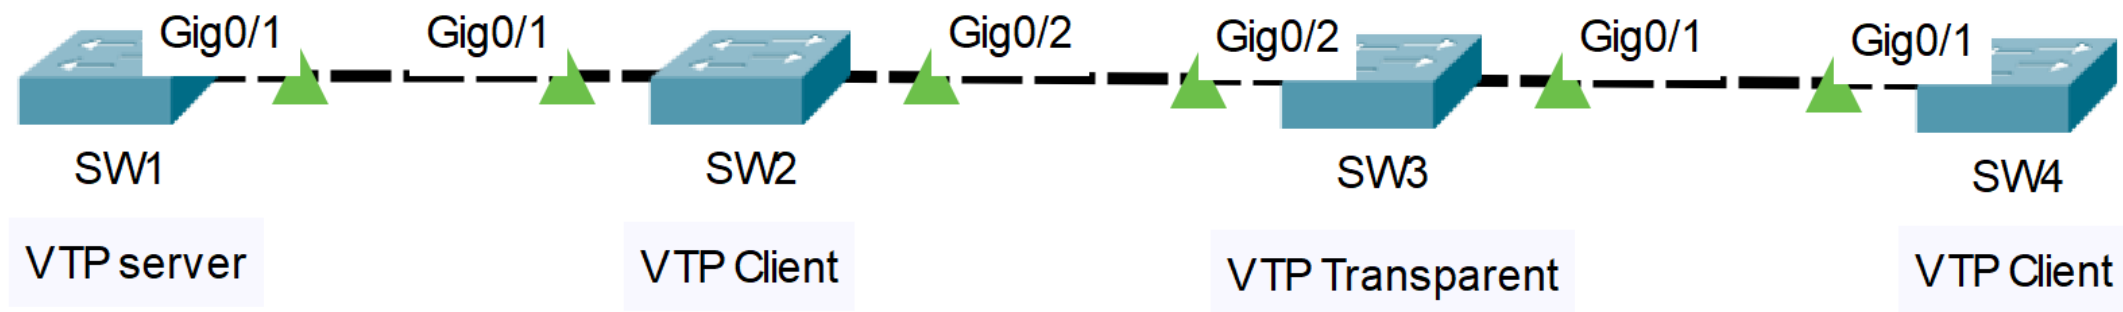 Gig0/1
Gig0/1
Gig0/2
Gig0/2
Gig0/1
Gig0/1
SW1
SW2
SW3
SW4
VTP server
VTP Client
VTP Transparent
VTP Client